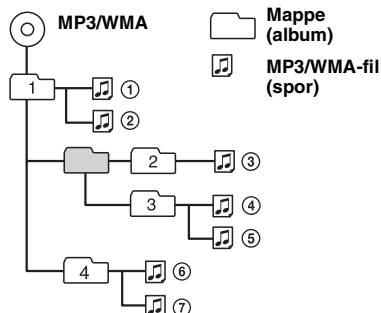 MP3/WMA
Mappe
(album)
MP3/WMA-fil
(spor)
1
①
②
2
③
3
④
⑤
4
⑥
⑦